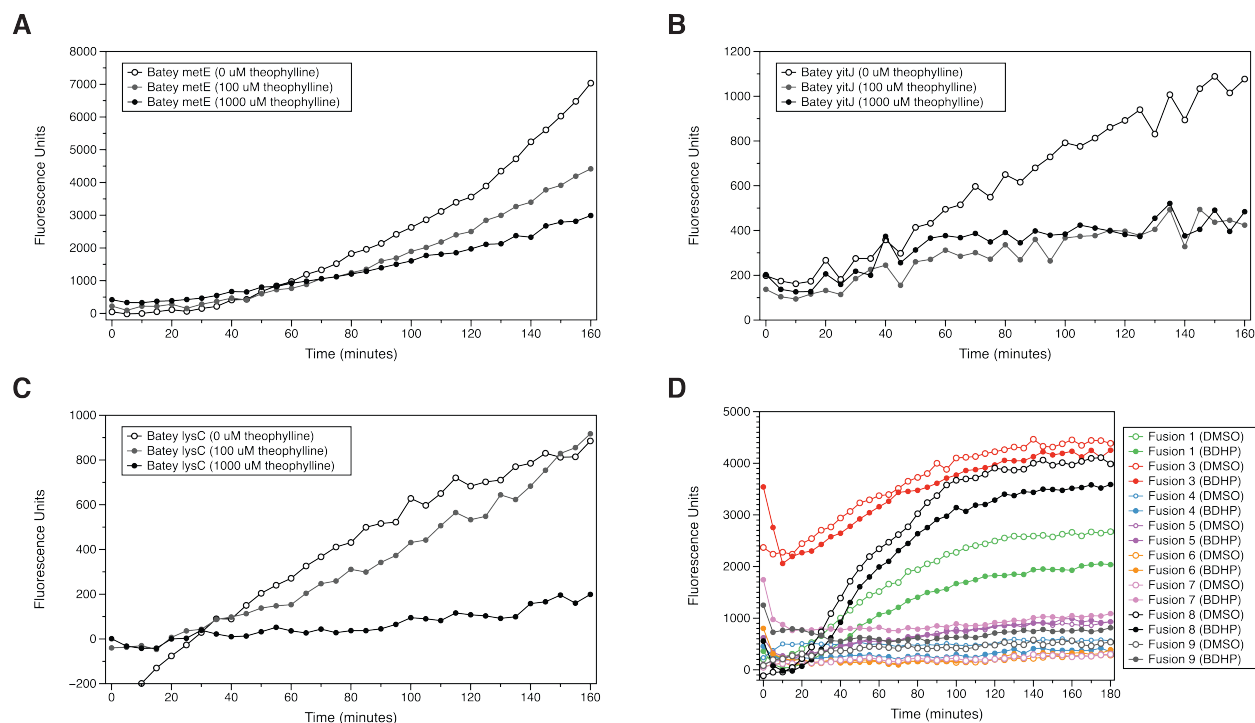 A
8000
7000
6000
5000
4000
3000
2000
1000
0
Fluorescence Units
0 20 40 60 80 100 120 140 160
Time (minutes)
Batey metE (0 uM theophylline)
Batey metE (100 uM theophylline)
Batey metE (1000 uM theophylline)
B
1200
1000
800
600
400
200
0
Fluorescence Units
0 20 40 60 80 100 120 140 160
Time (minutes)
Batey yitJ (0 uM theophylline)
Batey yitJ (100 uM theophylline)
Batey yitJ (1000 uM theophylline)
C
1000
800
600
400
200
0
−200
Fluorescence Units
0 20 40 60 80 100 120 140 160
Time (minutes)
Batey lysC (0 uM theophylline)
Batey lysC (100 uM theophylline)
Batey lysC (1000 uM theophylline)
D
5000
4000
3000
2000
1000
0
Fluorescence Units
0 20 40 60 80 100 120 140 160 180
Time (minutes)
Fusion 1 (DMSO)
Fusion 1 (BDHP)
Fusion 3 (DMSO)
Fusion 3 (BDHP)
Fusion 4 (DMSO)
Fusion 4 (BDHP)
Fusion 5 (DMSO)
Fusion 5 (BDHP)
Fusion 6 (DMSO)
Fusion 6 (BDHP)
Fusion 7 (DMSO)
Fusion 7 (BDHP)
Fusion 8 (DMSO)
Fusion 8 (BDHP)
Fusion 9 (DMSO)
Fusion 9 (BDHP)